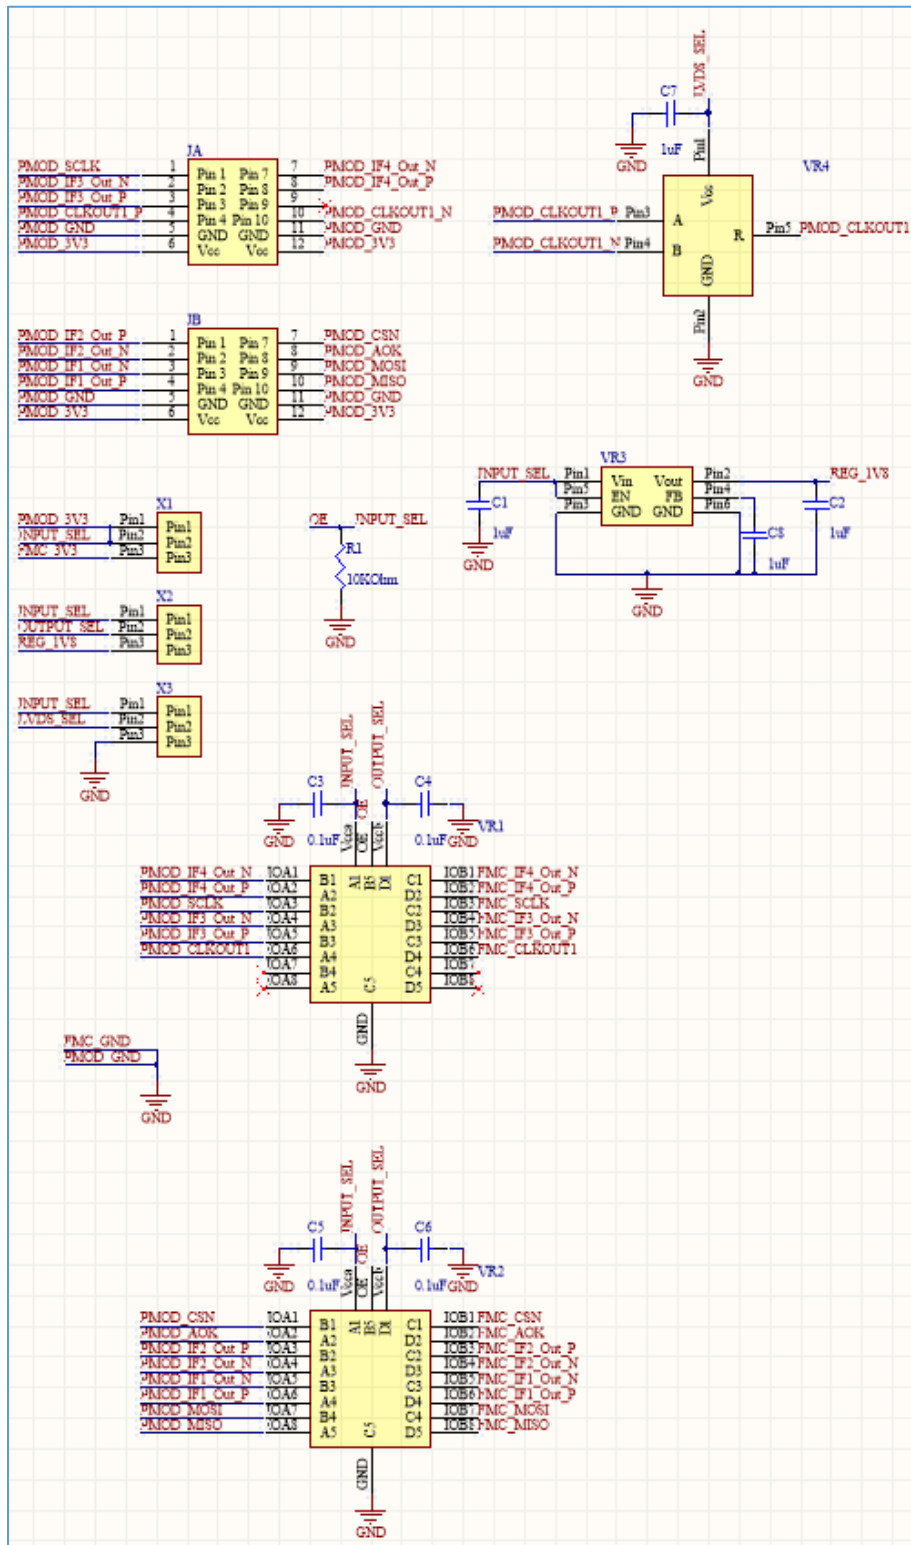 LVDS_SEL
C7
1uF
GND
Pin1
VR4
Vs
PMOD_CLKOUT1_P Pin3 A
R Pin5 PMOD_CLKOUT1
PMOD_CLKOUT1_N Pin4 B
GND
Pin2
GND
JA
PMOD_SCLK 1 Pin 1 Pin 7 7 PMOD_IF4_Out_N
PMOD_IF3_Out_N 2 Pin 2 Pin 8 8 PMOD_IF4_Out_P
PMOD_IF3_Out_P 3 Pin 3 Pin 9 9
PMOD_CLKOUT1_P 4 Pin 4 Pin 10 10 PMOD_CLKOUT1_N
PMOD_GND 5 GND GND 11 PMOD_GND
PMOD_3V3 6 Vcc Vcc 12 PMOD_3V3
JB
PMOD_IF2_Out_P 1 Pin 1 Pin 7 7 PMOD_CSN
PMOD_IF2_Out_N 2 Pin 2 Pin 8 8 PMOD_AOK
PMOD_IF1_Out_N 3 Pin 3 Pin 9 9 PMOD_MOSI
PMOD_IF1_Out_P 4 Pin 4 Pin 10 10 PMOD_MISO
PMOD_GND 5 GND GND 11 PMOD_GND
PMOD_3V3 6 Vcc Vcc 12 PMOD_3V3
VR3
INPUT_SEL Pin1 Vin Vout Pin2 REG_1V8
Pin5 EN FB Pin4
Pin3 GND GND Pin6
C1
1uF
GND
C2
1uF
C8
1uF
GND
X1
PMOD_3V3 Pin1 Pin1
INPUT_SEL Pin2 Pin2
FMC_3V3 Pin3 Pin3
OE INPUT_SEL
R1
10KOhm
GND
X2
INPUT_SEL Pin1 Pin1
OUTPUT_SEL Pin2 Pin2
REG_1V8 Pin3 Pin3
X3
INPUT_SEL Pin1 Pin1
LVDS_SEL Pin2 Pin2
Pin3 Pin3
GND
INPUT_SEL OUTPUT_SEL
C3 OE C4
GND 0.1uF 0.1uF GND
Vcca OE Vccb
VR1
A1 B5 D1
PMOD_IF4_Out_N IOA1 B1 C1 IOB1 FMC_IF4_Out_N
PMOD_IF4_Out_P IOA2 A2 D2 IOB2 FMC_IF4_Out_P
PMOD_SCLK IOA3 B2 C2 IOB3 FMC_SCLK
PMOD_IF3_Out_N IOA4 A3 D3 IOB4 FMC_IF3_Out_N
PMOD_IF3_Out_P IOA5 B3 C3 IOB5 FMC_IF3_Out_P
PMOD_CLKOUT1 IOA6 A4 D4 IOB6 FMC_CLKOUT1
IOA7 B4 C4 IOB7
IOA8 A5 C5 D5 IOB8
GND
GND
FMC_GND
PMOD_GND
GND
INPUT_SEL OUTPUT_SEL
C5 OE C6
GND 0.1uF 0.1uF GND
Vcca OE Vccb
VR2
A1 B5 D1
PMOD_CSN IOA1 B1 C1 IOB1 FMC_CSN
PMOD_AOK IOA2 A2 D2 IOB2 FMC_AOK
PMOD_IF2_Out_P IOA3 B2 C2 IOB3 FMC_IF2_Out_P
PMOD_IF2_Out_N IOA4 A3 D3 IOB4 FMC_IF2_Out_N
PMOD_IF1_Out_N IOA5 B3 C3 IOB5 FMC_IF1_Out_N
PMOD_IF1_Out_P IOA6 A4 D4 IOB6 FMC_IF1_Out_P
PMOD_MOSI IOA7 B4 C4 IOB7 FMC_MOSI
PMOD_MISO IOA8 A5 C5 D5 IOB8 FMC_MISO
GND
GND